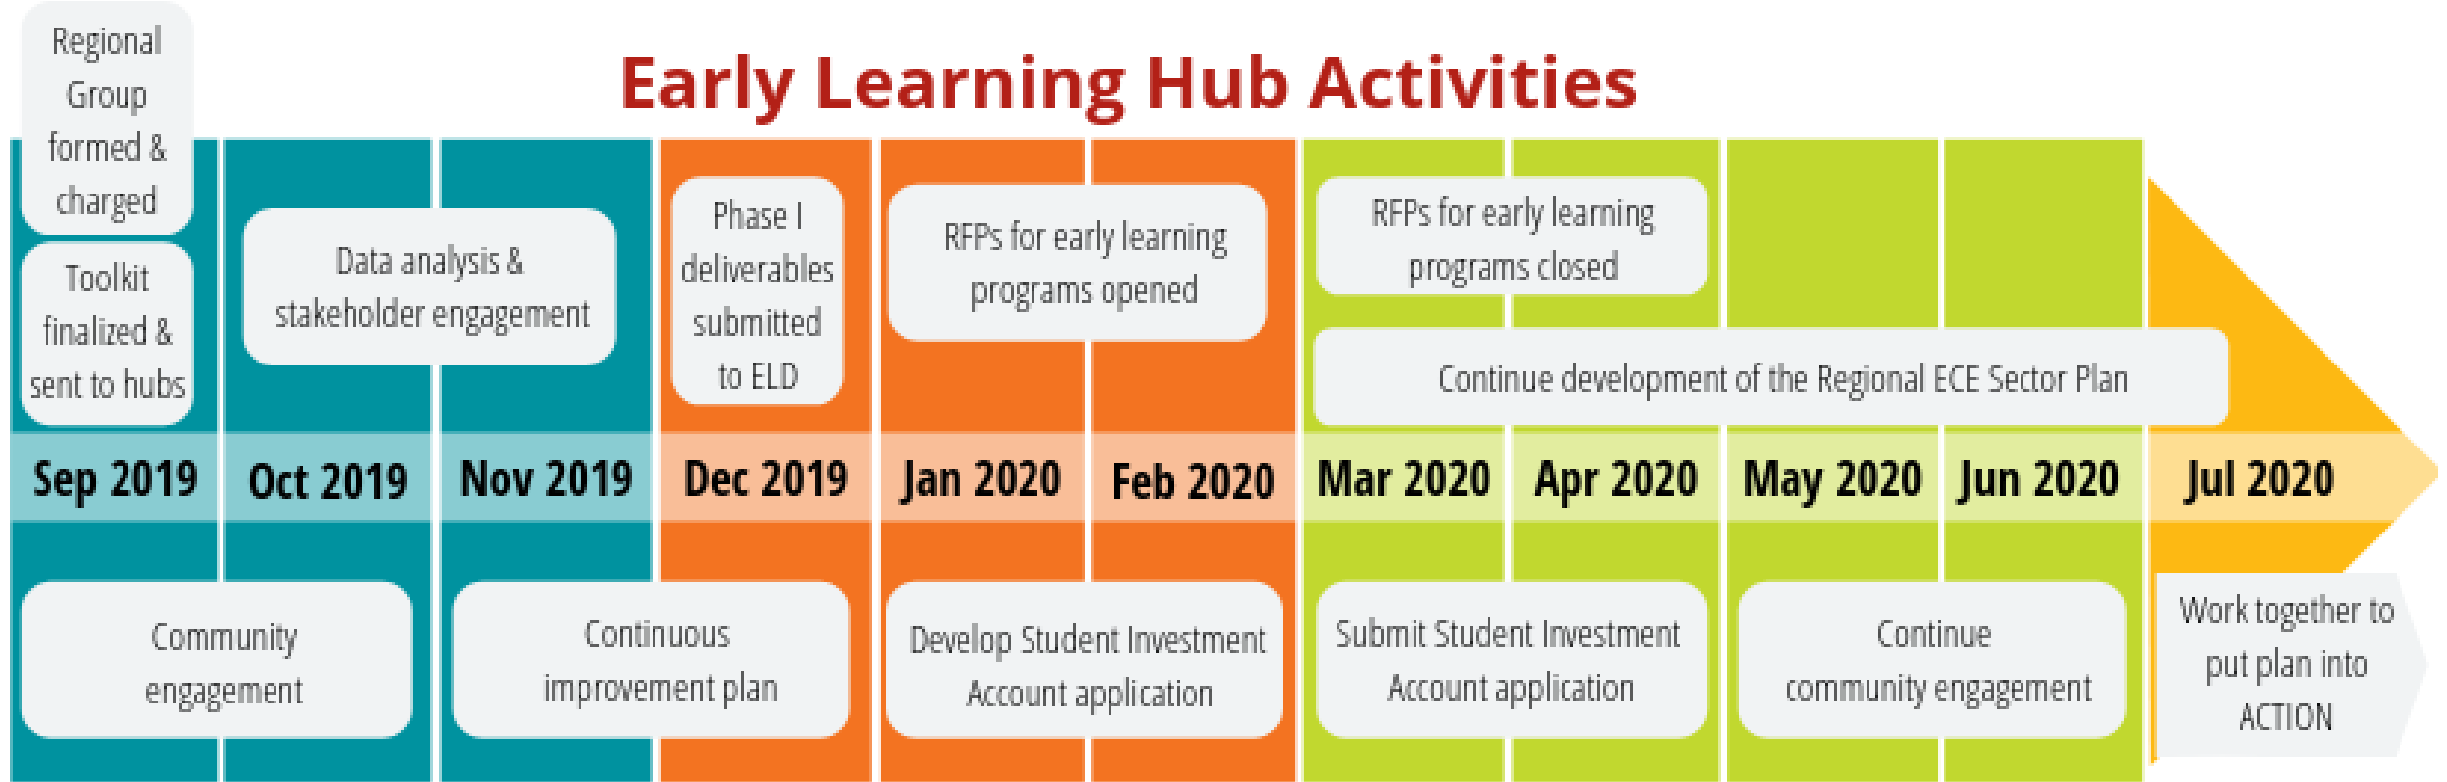 Early Learning Hub Activities
Regional
Group
formed &
charged
Toolkit
finalized &
sent to hubs
Data analysis &
stakeholder engagement
Phase I
deliverables
submitted
to ELD
RFPs for early learning
programs opened
RFPs for early learning
programs closed
Continue development of the Regional ECE Sector Plan
Sep 2019
Oct 2019
Nov 2019
Dec 2019
Jan 2020
Feb 2020
Mar 2020
Apr 2020
May 2020
Jun 2020
Jul 2020
Community
engagement
Continuous
improvement plan
Develop Student Investment
Account application
Submit Student Investment
Account application
Continue
community engagement
Work together to
put plan into
ACTION